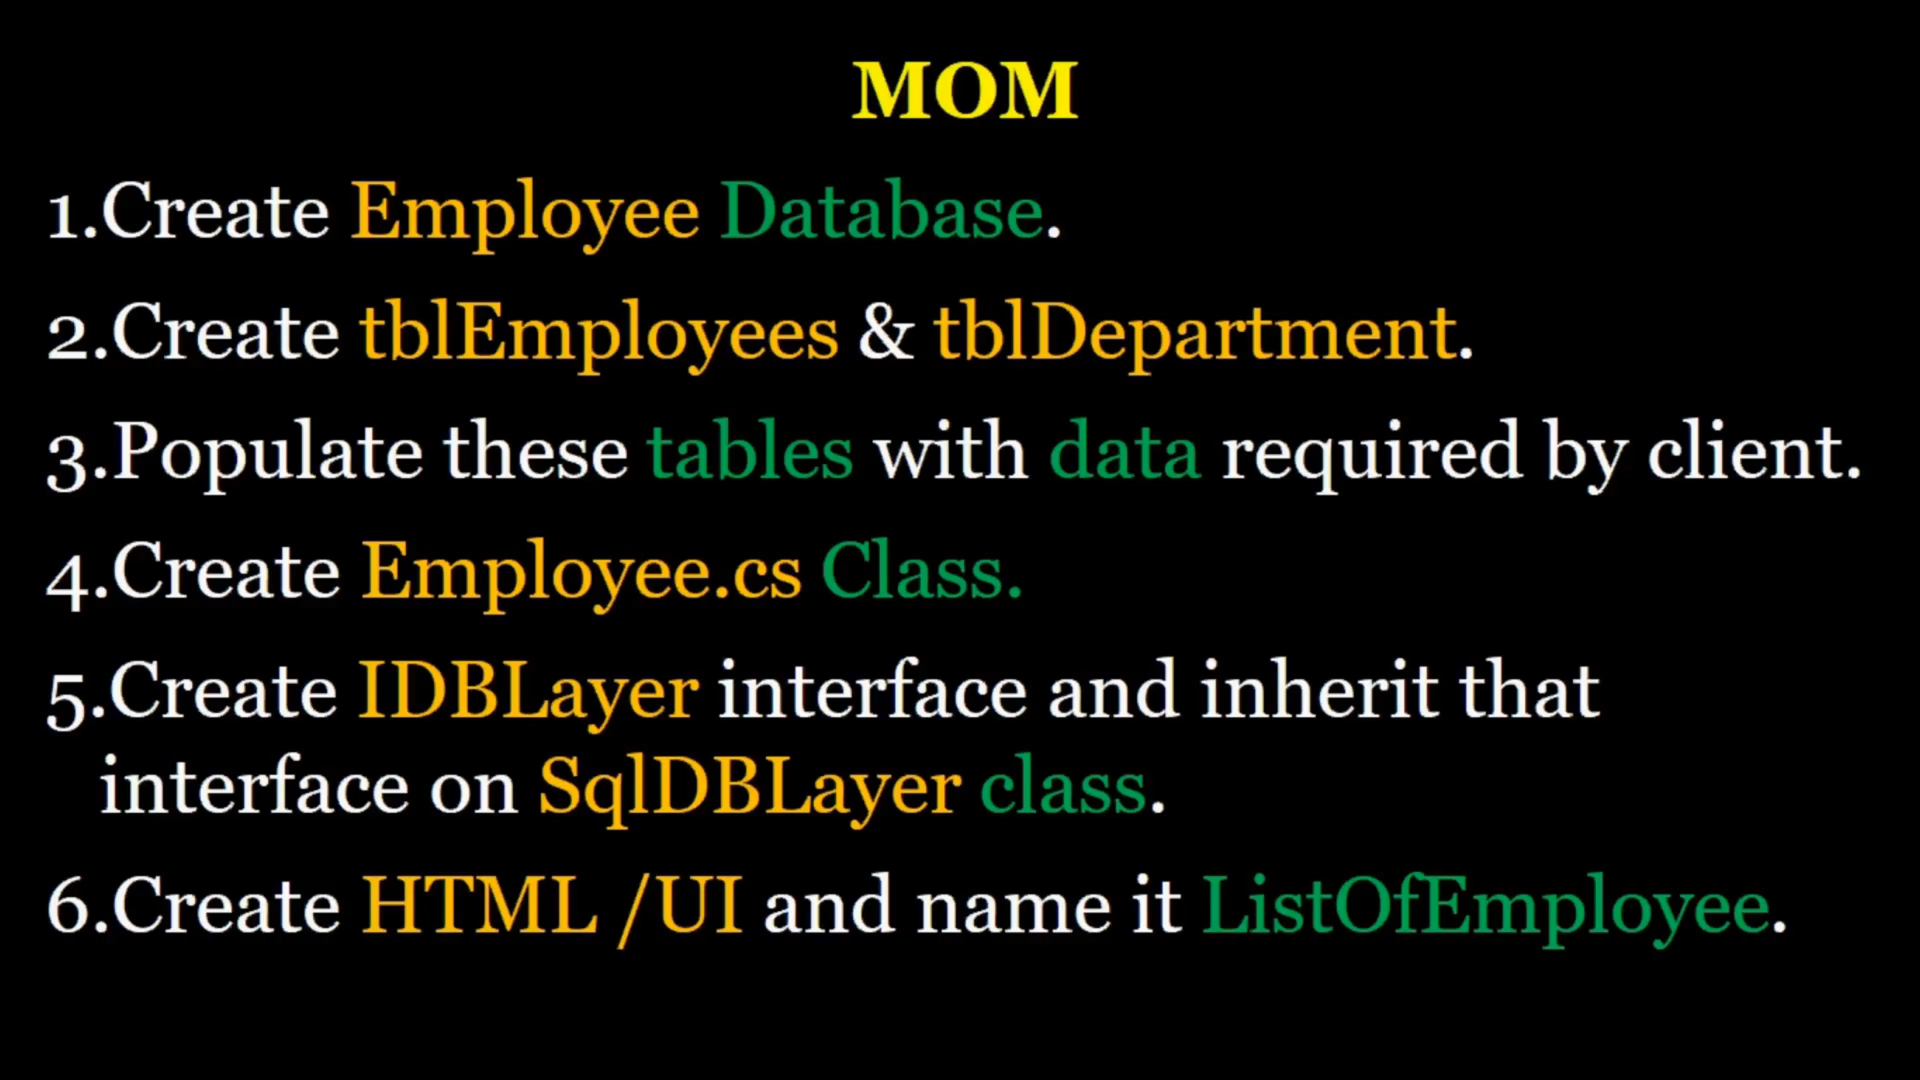 MOM
1.Create Employee Database.
2.Create tblEmployees & tblDepartment.
3.Populate these tables with data required by client.
4.Create Employee.cs Class.
5.Create IDBLayer interface and inherit that
interface on SqlDBLayer class.
6.Create HTML /UI and name it ListOfEmployee.